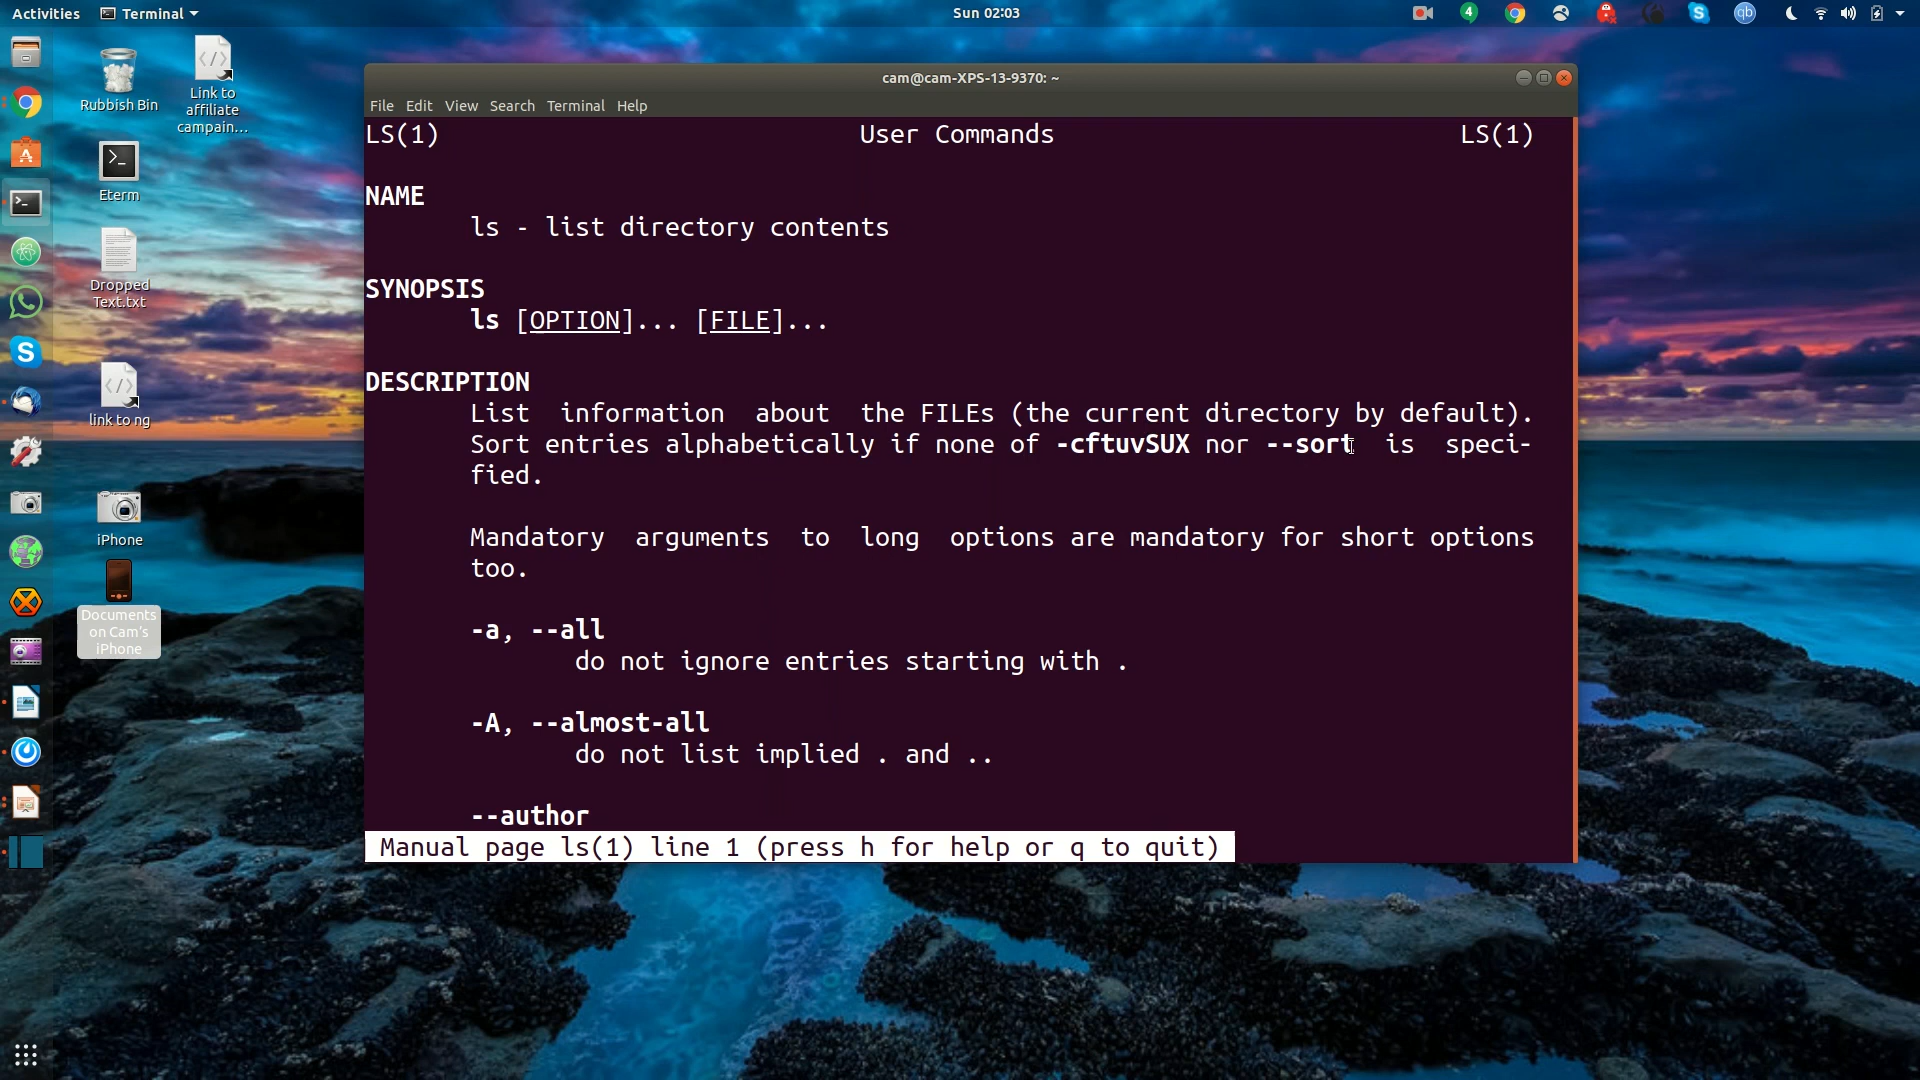 Activities Terminal Sun 02:03 4 S qb
Rubbish Bin
Link to
affiliate
campain...
Eterm
Dropped
Text.txt
link to ng
iPhone
Documents
on Cam's
iPhone
cam@cam-XPS-13-9370: ~
File Edit View Search Terminal Help
LS(1) User Commands LS(1)
NAME
ls - list directory contents
SYNOPSIS
ls [OPTION]... [FILE]...
DESCRIPTION
List information about the FILEs (the current directory by default).
Sort entries alphabetically if none of -cftuvSUX nor --sort is speci-
fied.
Mandatory arguments to long options are mandatory for short options
too.
-a, --all
do not ignore entries starting with .
-A, --almost-all
do not list implied . and ..
--author
Manual page ls(1) line 1 (press h for help or q to quit)